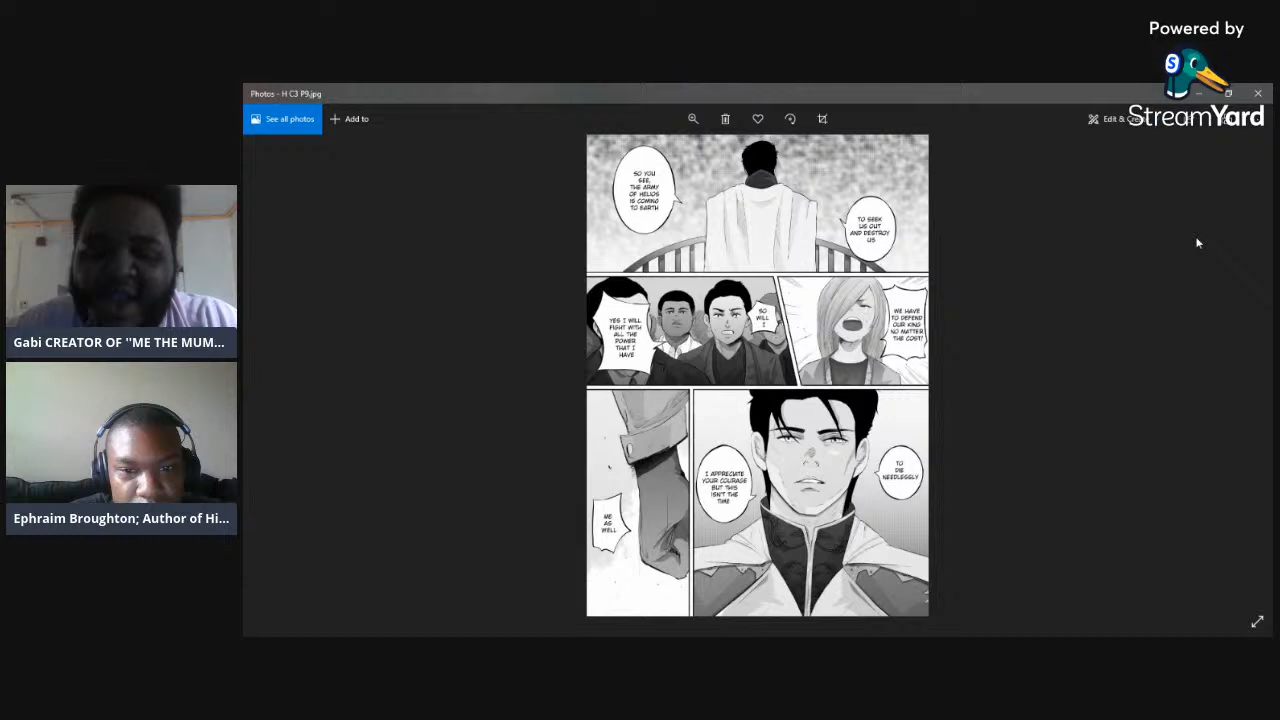 Powered by
StreamYard
Photos - H C3 P9.jpg
See all photos
Add to
SO YOU
SEE,
THE ARMY
OF HELIOS
IS COMING
TO EARTH
TO SEEK
US OUT
AND DESTROY
US
YES I WILL
FIGHT WITH
ALL THE
POWER
THAT I
HAVE
SO
WILL
I
WE HAVE
TO DEFEND
OUR KING
NO MATTER
THE COST!
ME
AS
WELL
I APPRECIATE
YOUR COURAGE
BUT THIS
ISN'T THE
TIME
TO
DIE
NEEDLESSLY
Gabi CREATOR OF "ME THE MUM...
Ephraim Broughton; Author of Hi...